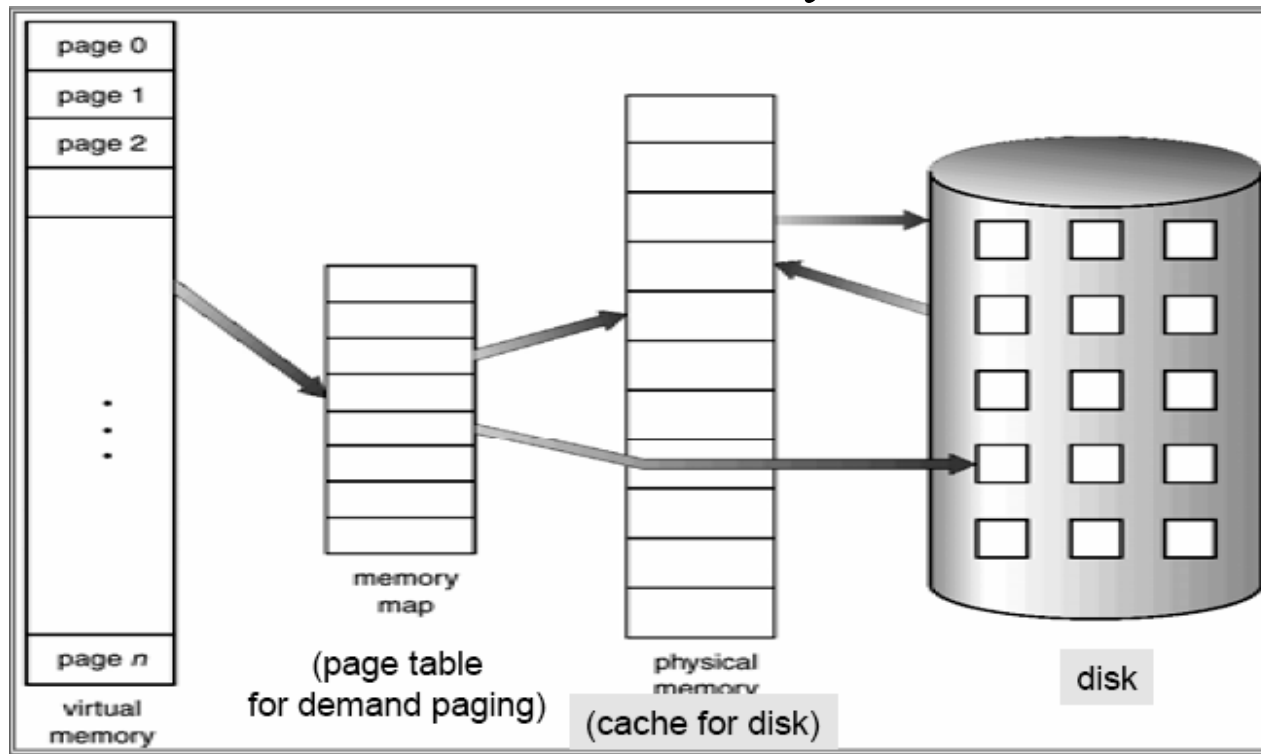 page 0
page 1
page 2
page n
virtual
memory
memory
map
(page table
for demand paging)
physical
memory
(cache for disk)
disk